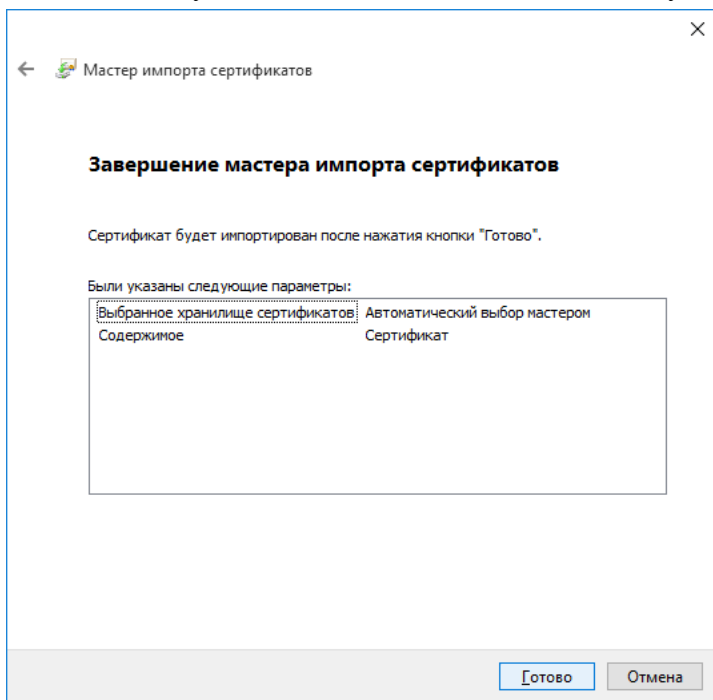 Мастер импорта сертификатов
Завершение мастера импорта сертификатов
Сертификат будет импортирован после нажатия кнопки "Готово".
Были указаны следующие параметры:
Выбранное хранилище сертификатов Автоматический выбор мастером
Содержимое Сертификат
Готово Отмена